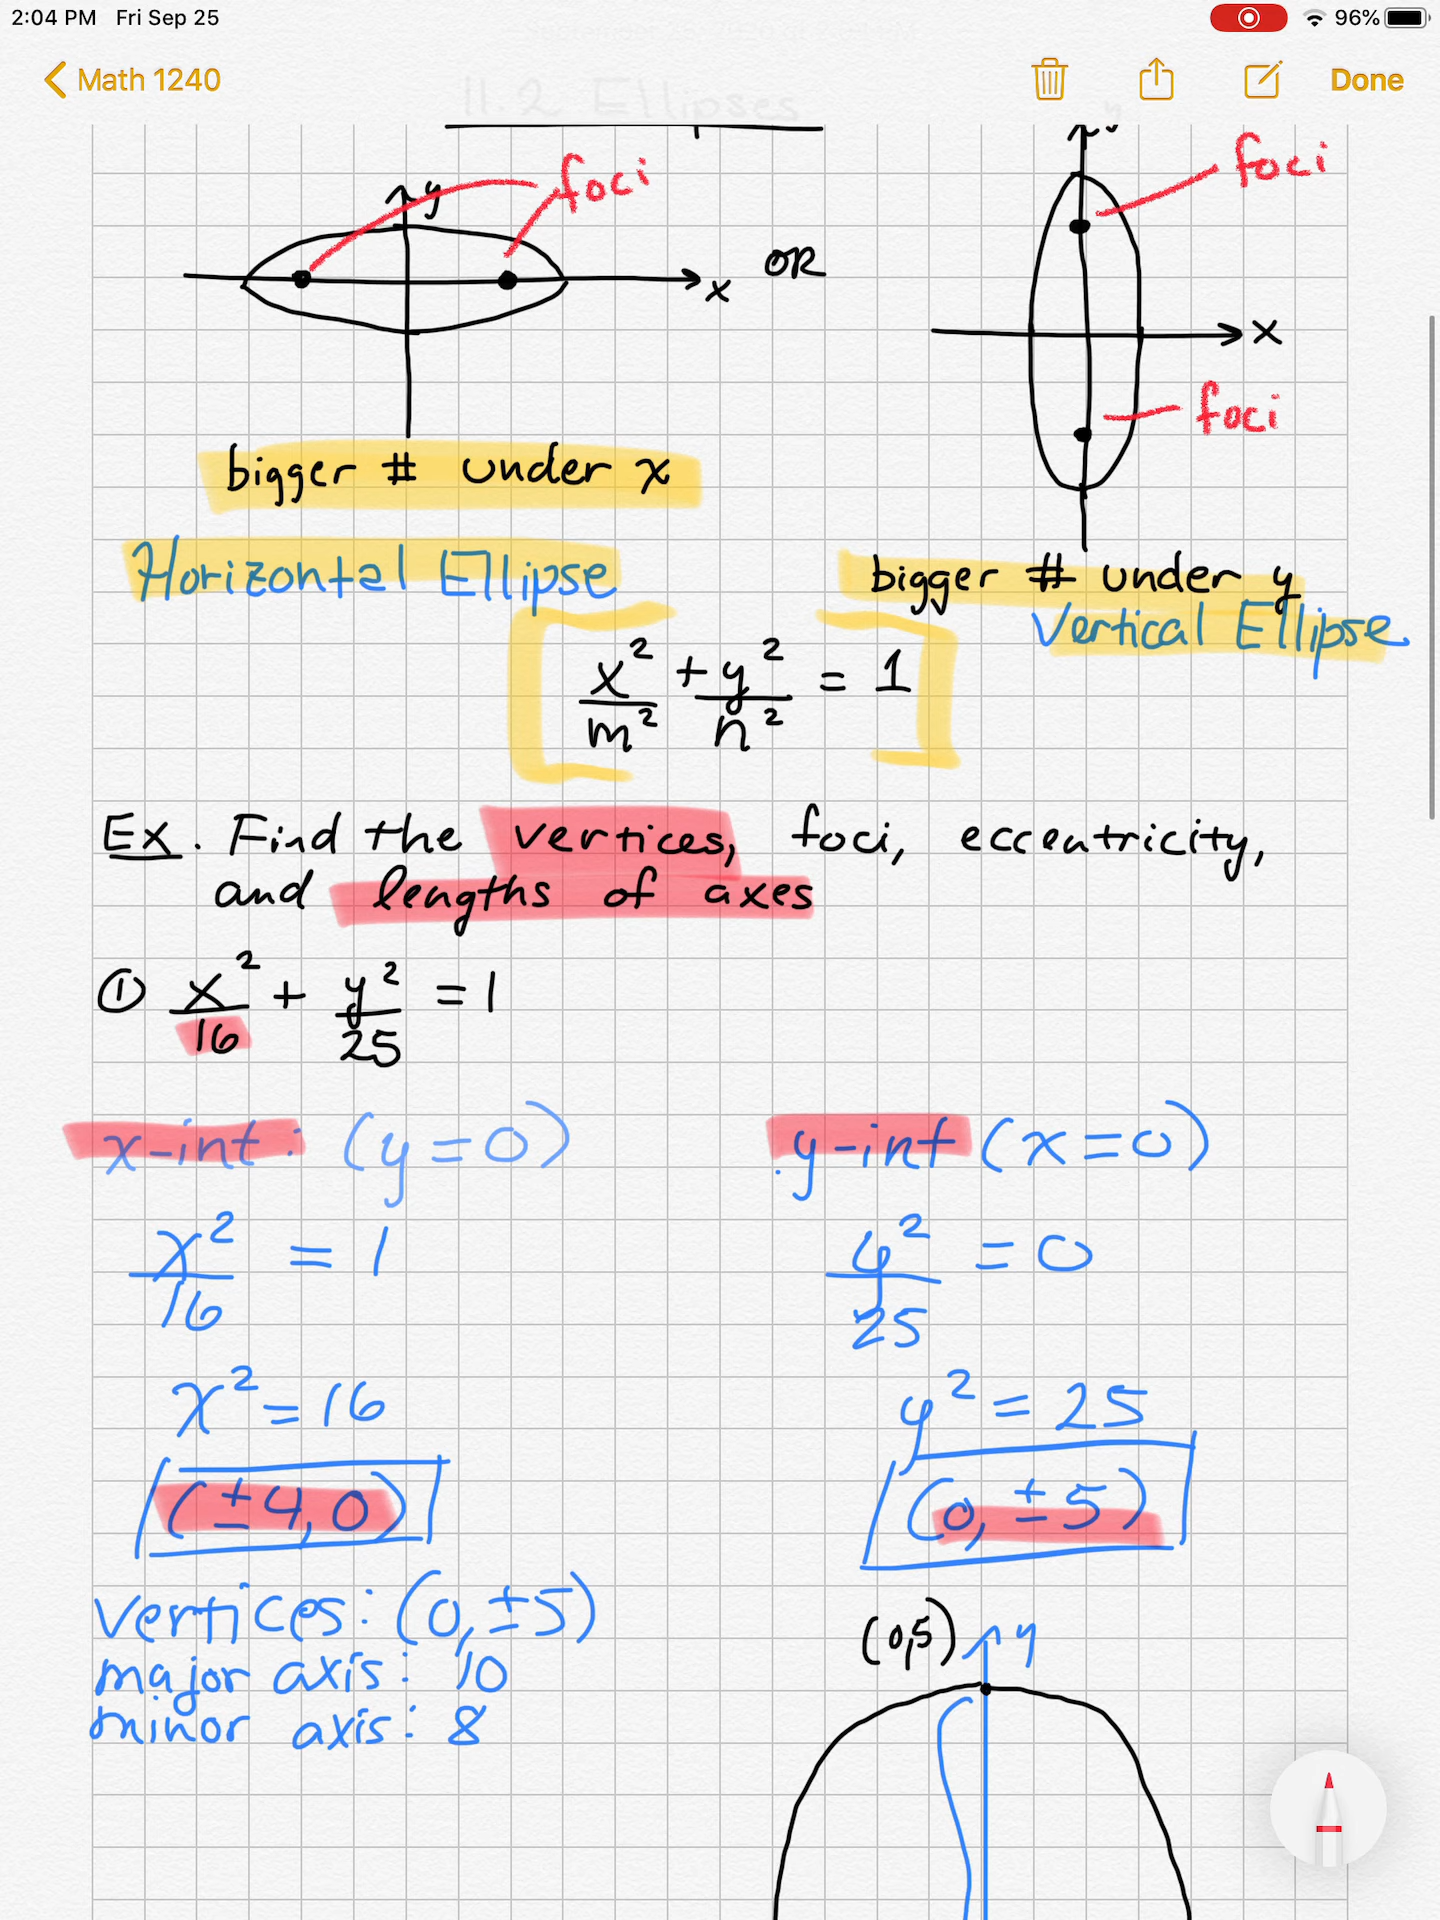 2:04 PM Fri Sep 25 96%
Math 1240 Done
11.2 Ellipses
y
foci
y
foci
OR
x
x
foci
bigger # under x
Horizontal Ellipse
bigger # under y
Vertical Ellipse
x²/m² + y²/n² = 1
Ex. Find the vertices, foci, eccentricity,
and lengths of axes
① x²/16 + y²/25 = 1
x-int: (y=0)
y-int (x=0)
x²/16 = 1
y²/25 = 0
x² = 16
y² = 25
(±4,0)
(0,±5)
vertices: (0,±5)
major axis: 10
minor axis: 8
(0,5)
y